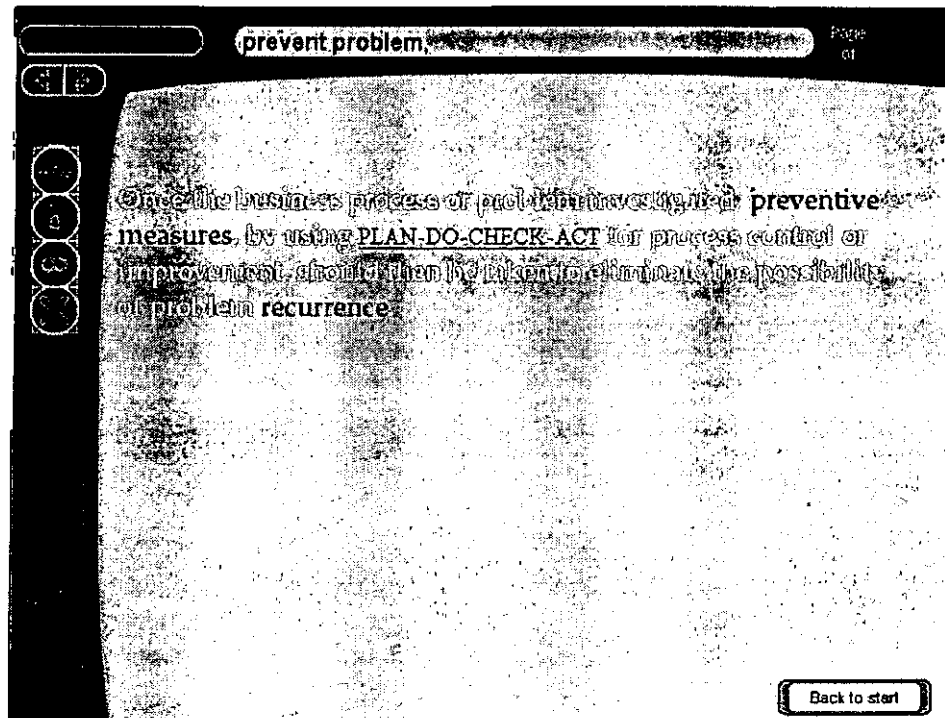 prevent problem,
Page
of
Once the business process or problem investigated, preventive
measures, by using PLAN-DO-CHECK-ACT for process control or
improvement, should then be taken to eliminate the possibility
of problem recurrence.
Back to start